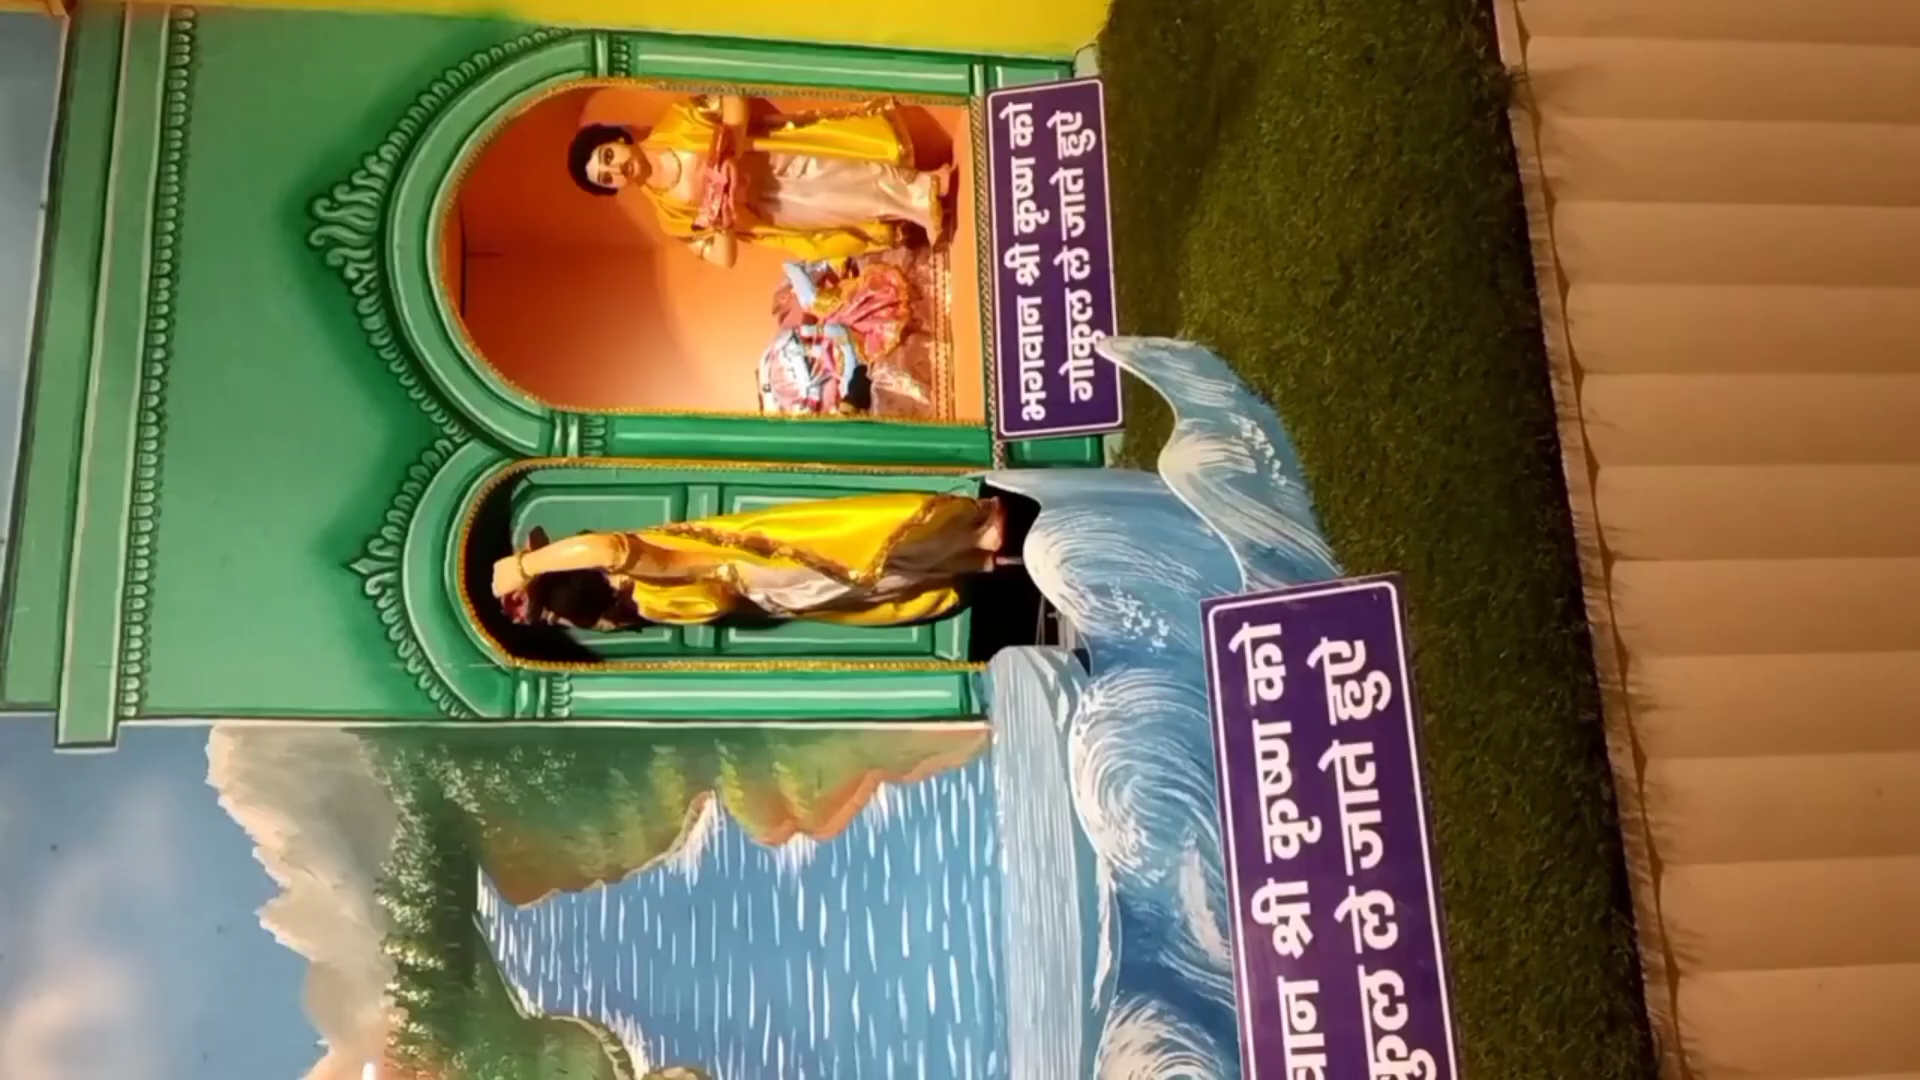 भगवान श्री कृष्ण को
गोकुल ले जाते हुऐ
श्री कृष्ण को
ले जाते हुऐ